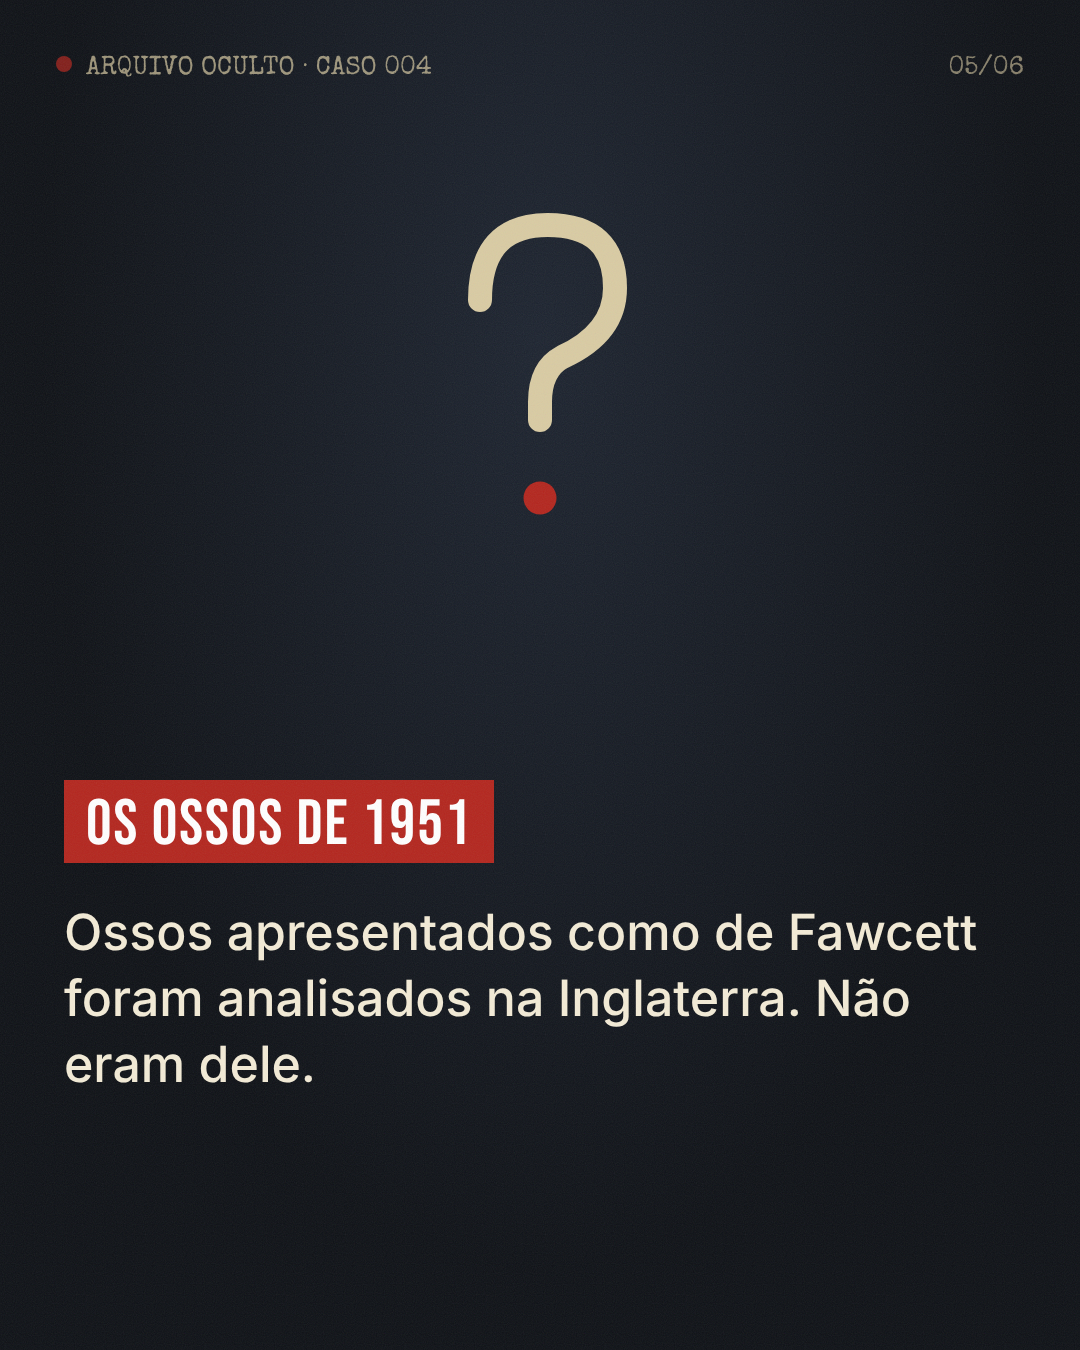 ARQUIVO OCULTO · CASO 004
05/06
?
OS OSSOS DE 1951
Ossos apresentados como de Fawcett
foram analisados na Inglaterra. Não
eram dele.